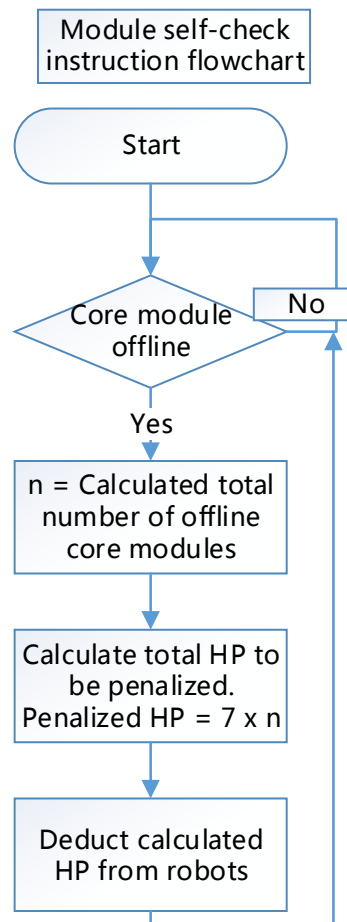 Module self-check
instruction flowchart
Start
Core module
offline
No
Yes
n = Calculated total
number of offline
core modules
Calculate total HP to
be penalized.
Penalized HP = 7 x n
Deduct calculated
HP from robots